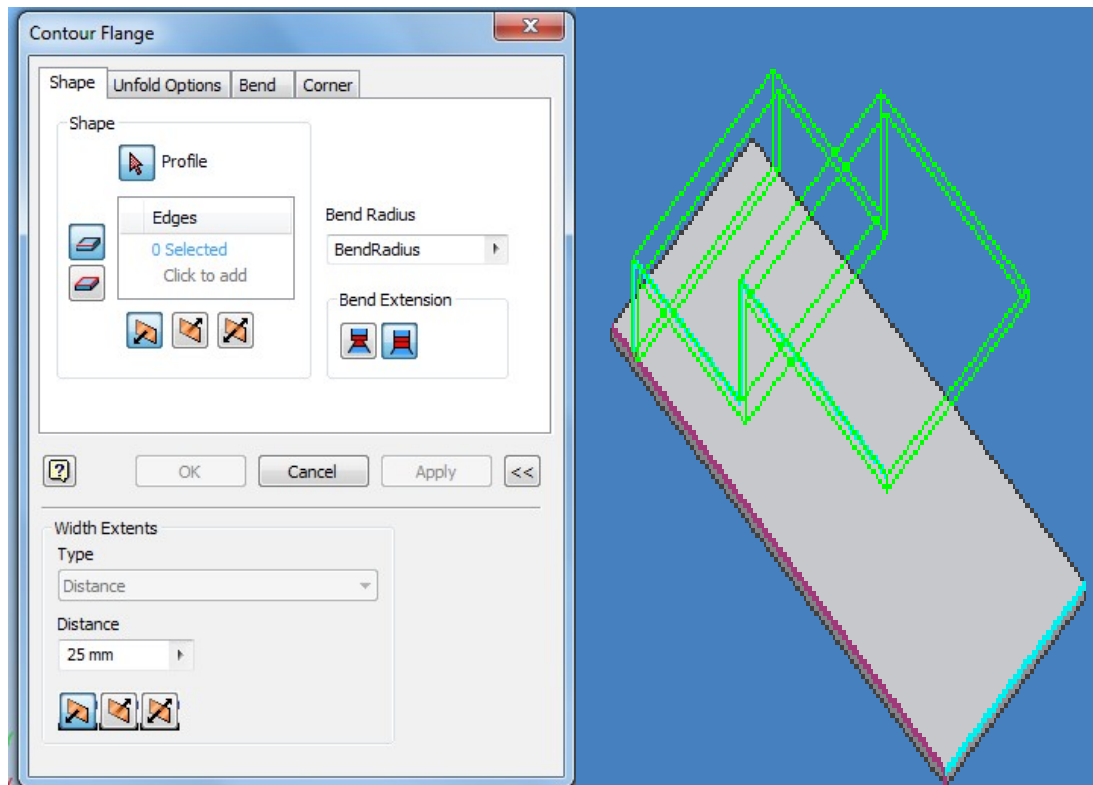 Contour Flange
Shape Unfold Options Bend Corner
Shape
Profile
Edges
0 Selected
Click to add
Bend Radius
BendRadius
Bend Extension
OK Cancel Apply <<
Width Extents
Type
Distance
Distance
25 mm